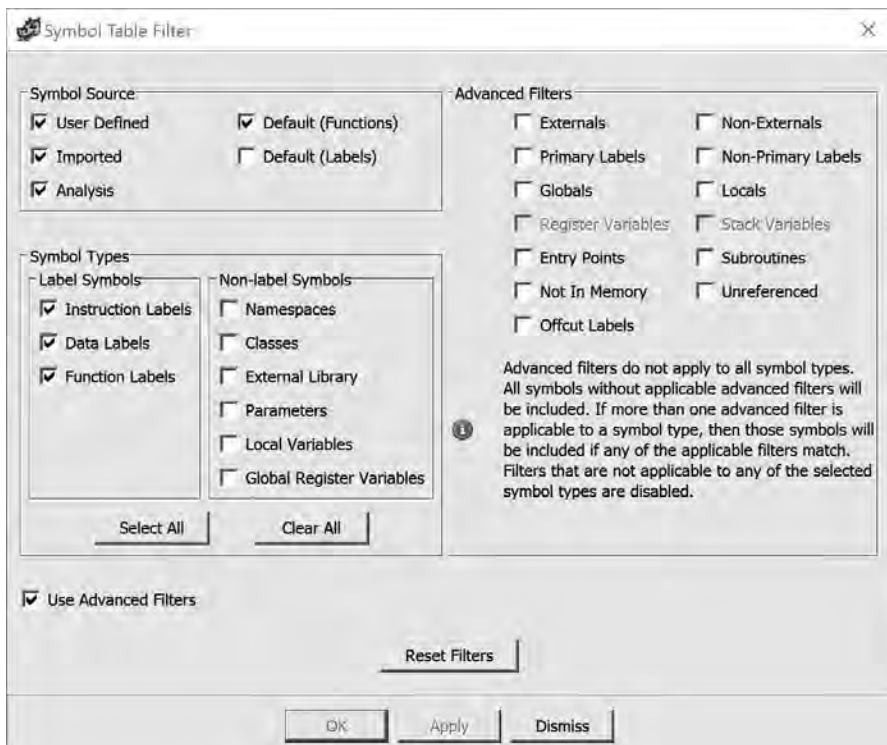 Symbol Table Filter
Symbol Source
User Defined
Default (Functions)
Imported
Default (Labels)
Analysis
Symbol Types
Label Symbols
Instruction Labels
Data Labels
Function Labels
Non-label Symbols
Namespaces
Classes
External Library
Parameters
Local Variables
Global Register Variables
Select All
Clear All
Advanced Filters
Externals
Non-Externals
Primary Labels
Non-Primary Labels
Globals
Locals
Register Variables
Stack Variables
Entry Points
Subroutines
Not In Memory
Unreferenced
Offcut Labels
Advanced filters do not apply to all symbol types.
All symbols without applicable advanced filters will
be included. If more than one advanced filter is
applicable to a symbol type, then those symbols will
be included if any of the applicable filters match.
Filters that are not applicable to any of the selected
symbol types are disabled.
Use Advanced Filters
Reset Filters
OK
Apply
Dismiss